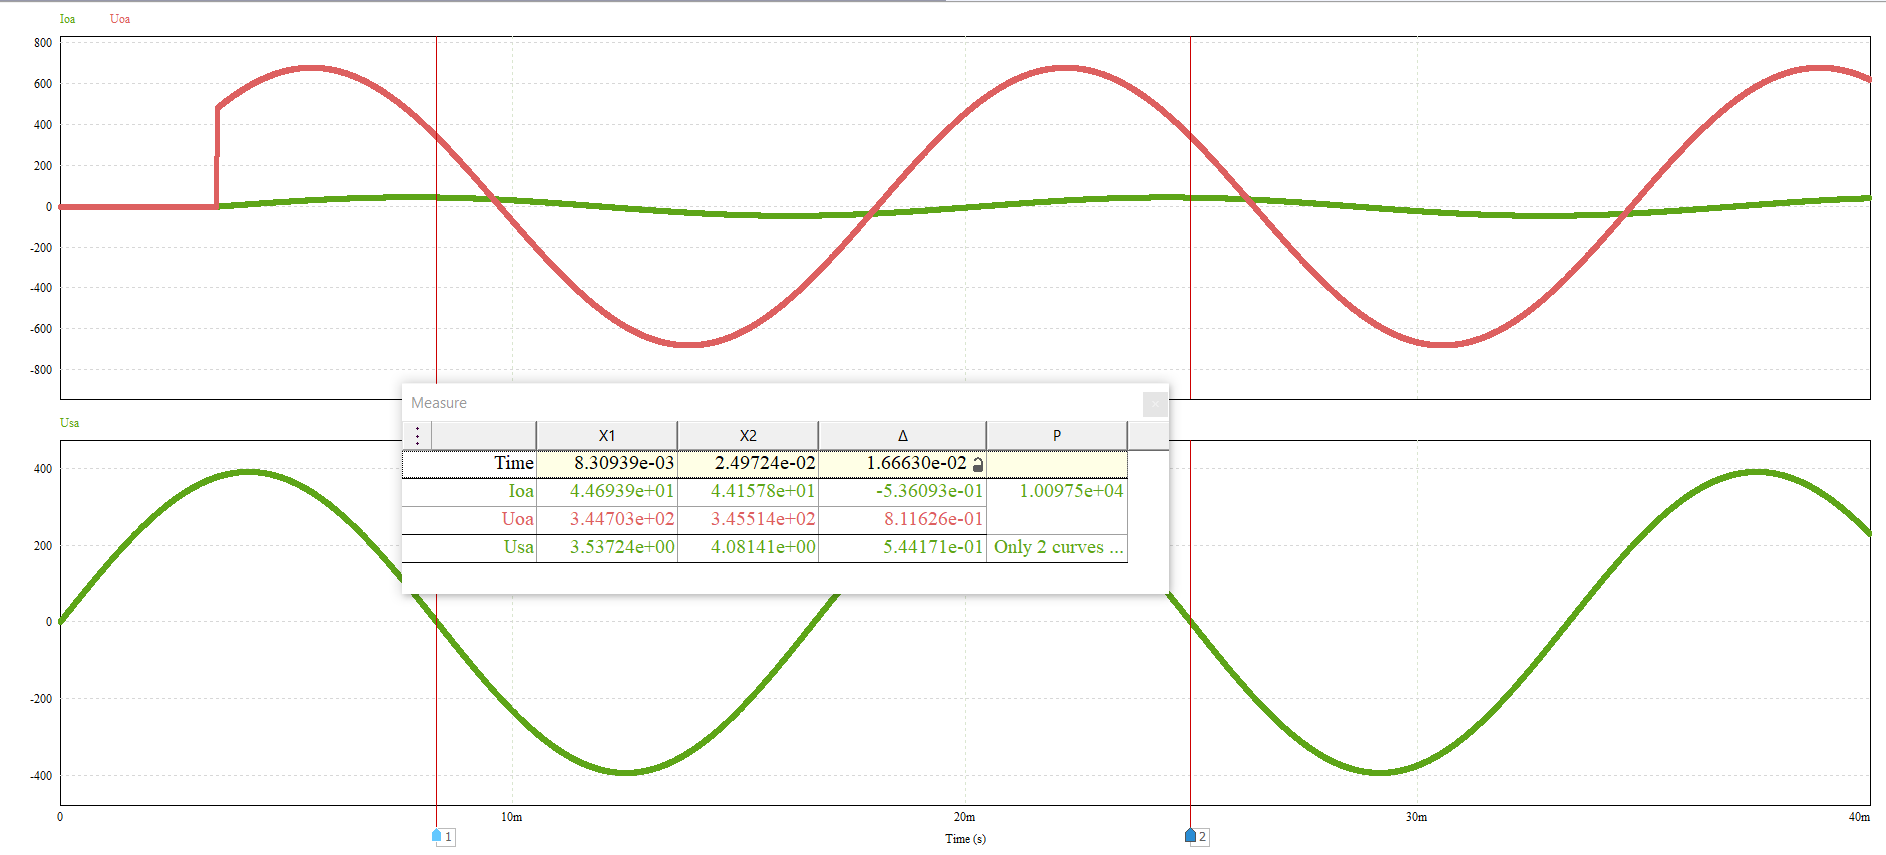 Ioa Uoa
800
600
400
200
0
-200
-400
-600
-800
Measure
X1 X2 Δ P
Time 8.30939e-03 2.49724e-02 1.66630e-02
Ioa 4.46939e+01 4.41578e+01 -5.36093e-01 1.00975e+04
Uoa 3.44703e+02 3.45514e+02 8.11626e-01
Usa 3.53724e+00 4.08141e+00 5.44171e-01 Only 2 curves ...
Usa
400
200
0
-200
-400
0 10m 20m 30m 40m
Time (s)
1 2